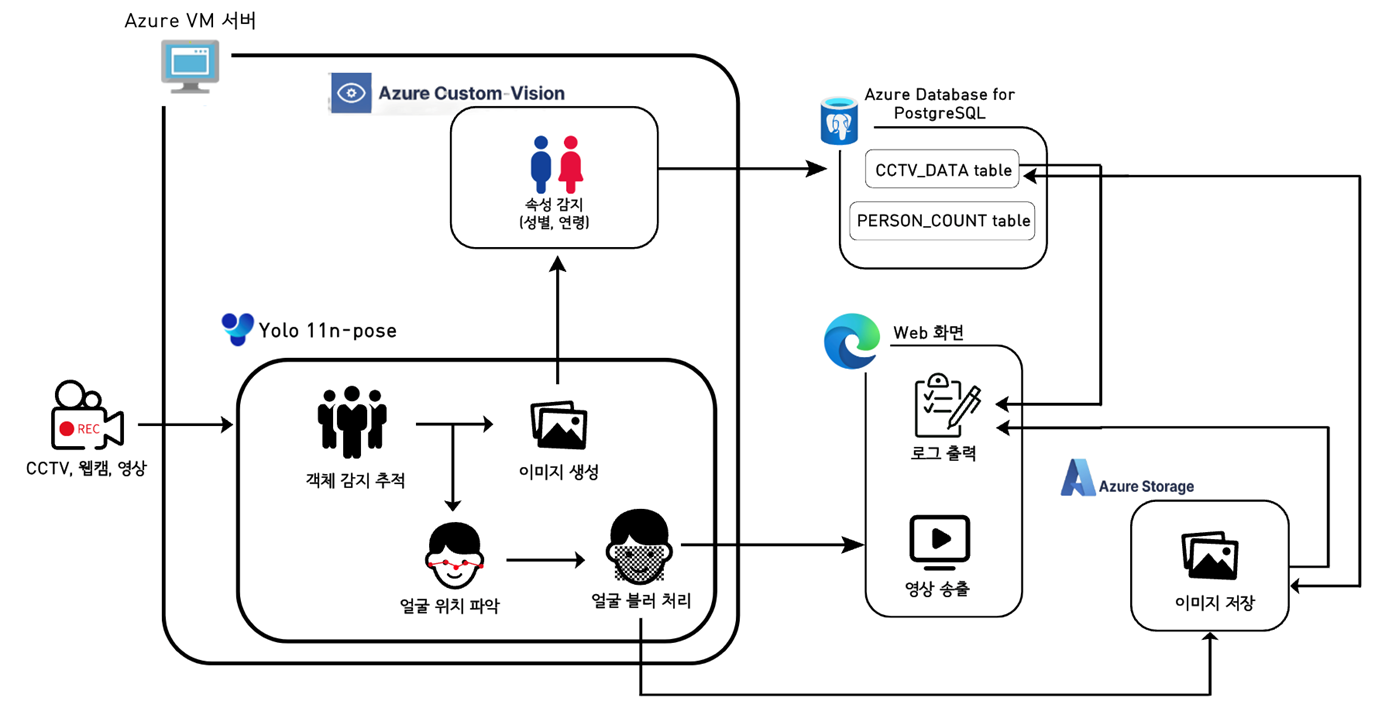 Azure VM 서버
Azure Custom-Vision
속성 감지
(성별, 연령)
Azure Database for
PostgreSQL
CCTV_DATA table
PERSON_COUNT table
Yolo 11n-pose
Web 화면
REC
CCTV, 웹캠, 영상
객체 감지 추적
이미지 생성
로그 출력
Azure Storage
얼굴 위치 파악
얼굴 블러 처리
영상 송출
이미지 저장